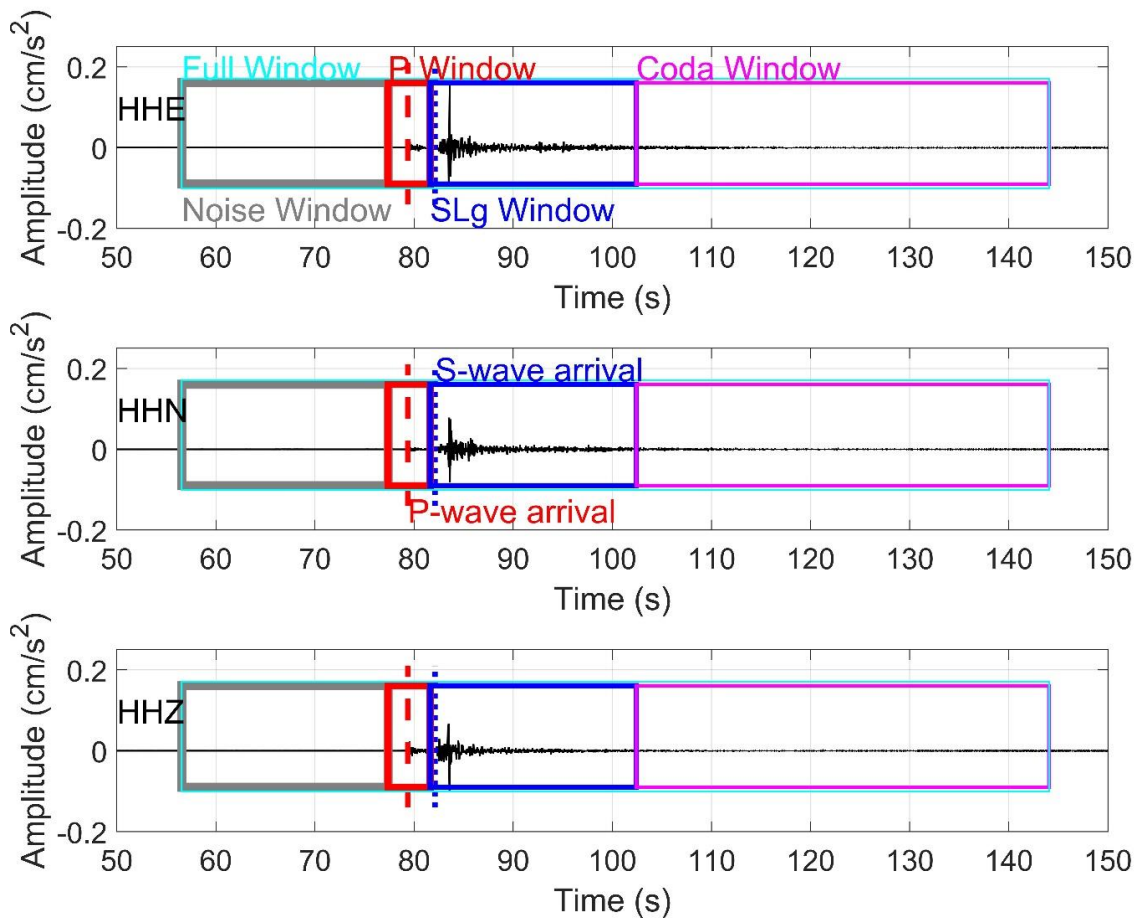 Amplitude (cm/s²)
0.2
0
-0.2
Full Window
P Window
Coda Window
HHE
Noise Window
SLg Window
50 60 70 80 90 100 110 120 130 140 150
Time (s)
Amplitude (cm/s²)
0.2
0
-0.2
S-wave arrival
HHN
P-wave arrival
50 60 70 80 90 100 110 120 130 140 150
Time (s)
Amplitude (cm/s²)
0.2
0
-0.2
HHZ
50 60 70 80 90 100 110 120 130 140 150
Time (s)